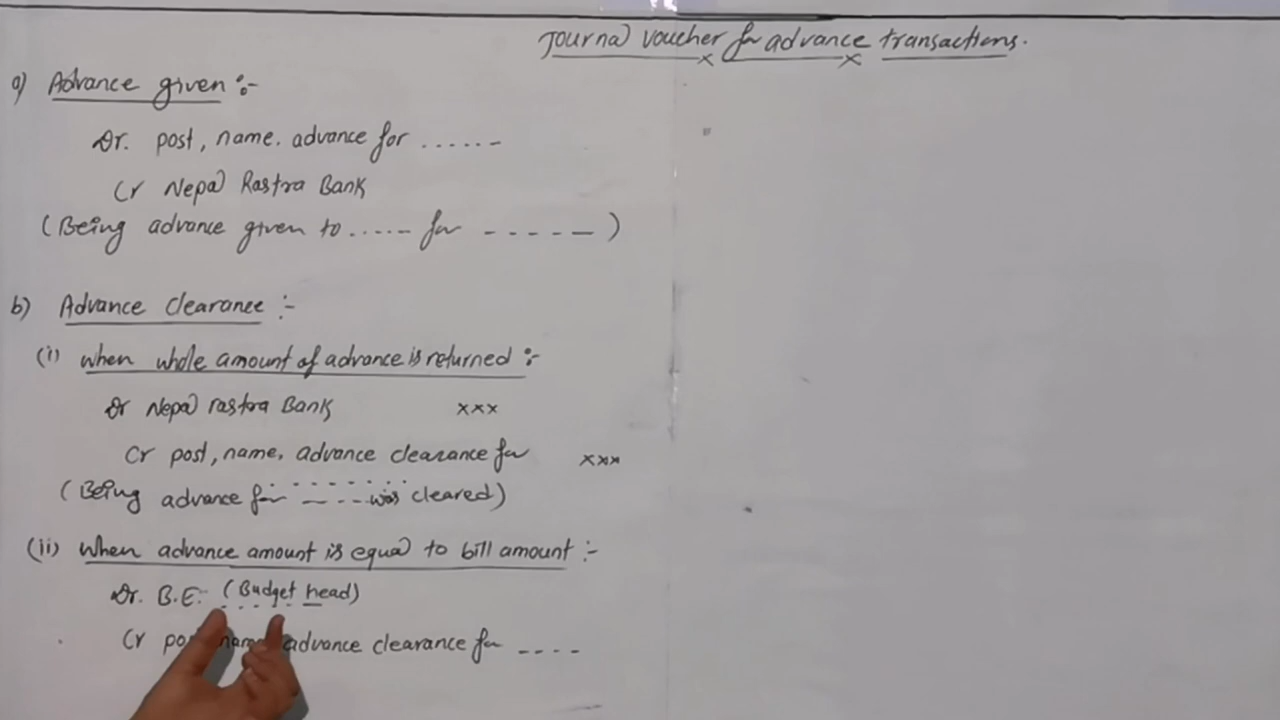 Journal voucher for advance transactions.
a) Advance given :-
Dr. post, name. advance for ......
Cr Nepal Rastra Bank
(Being advance given to ...... for -----)
b) Advance clearance :-
(i) when whole amount of advance is returned :-
Dr Nepal rastra Bank xxx
Cr post, name, advance clearance for ....... xxx
(Being advance for ---- was cleared)
(ii) when advance amount is equal to bill amount :-
Dr. B.E. (Budget head)
Cr advance clearance for ----